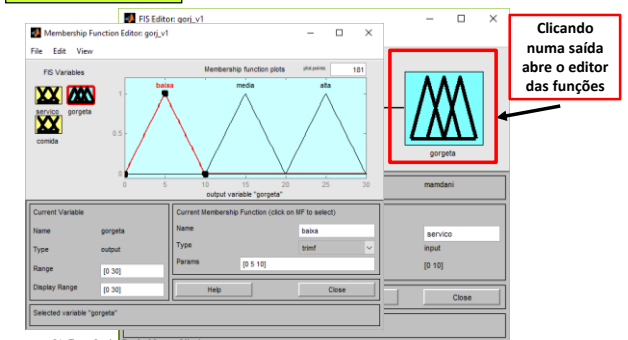 FIS Editor: gorj_v1
Membership Function Editor: gorj_v1
File Edit View
FIS Variables
servico gorgeta
comida
Membership function plots plot points: 181
baixa media alta
1
0.5
0
0 5 10 15 20 25 30
output variable "gorgeta"
Current Variable
Name gorgeta
Type output
Range [0 30]
Display Range [0 30]
Current Membership Function (click on MF to select)
Name baixa
Type trimf
Params [0 5 10]
Help Close
Selected variable "gorgeta"
gorgeta
mamdani
servico
input
[0 10]
Close
Clicando
numa saída
abre o editor
das funções